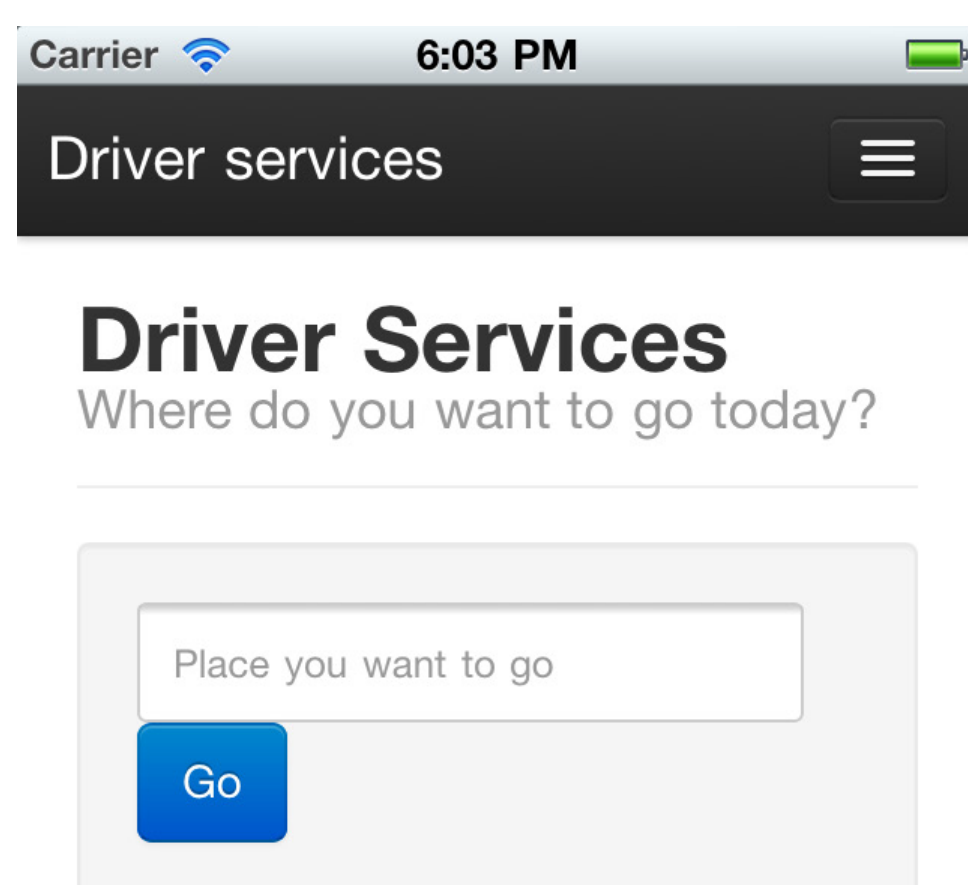 Carrier 6:03 PM
Driver services
Driver Services
Where do you want to go today?
Place you want to go
Go